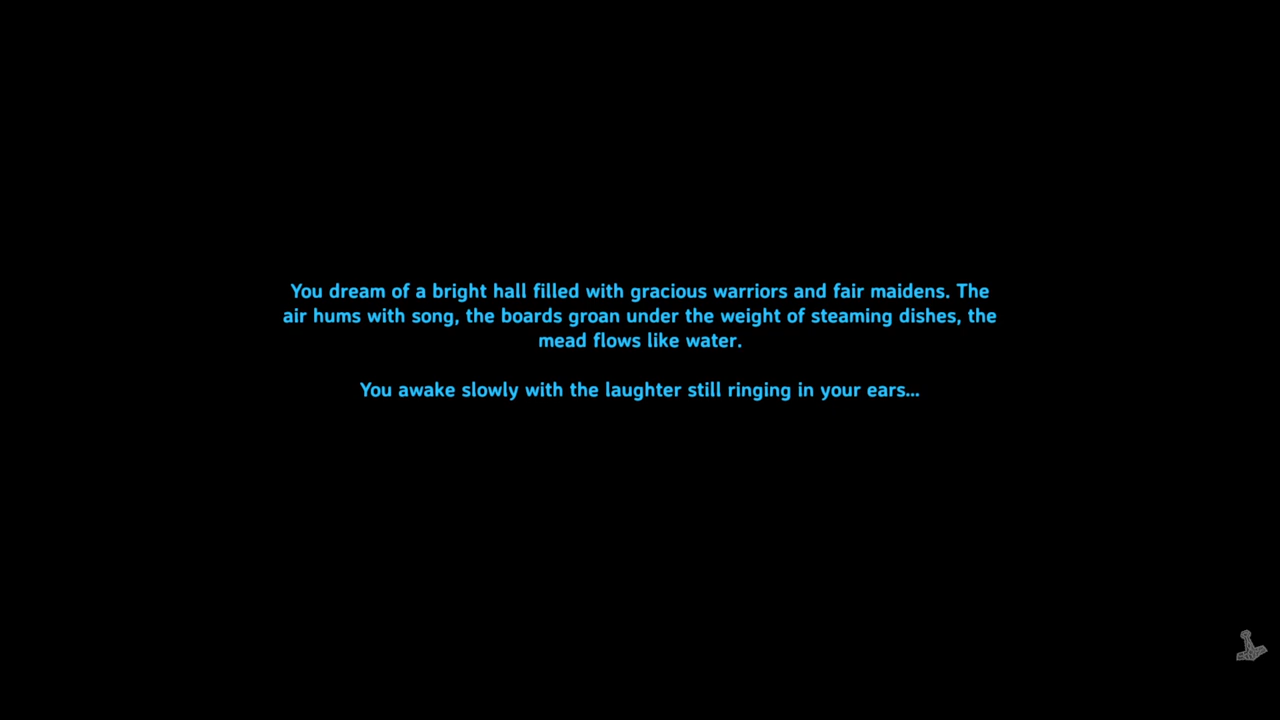 You dream of a bright hall filled with gracious warriors and fair maidens. The
air hums with song, the boards groan under the weight of steaming dishes, the
mead flows like water.
You awake slowly with the laughter still ringing in your ears...